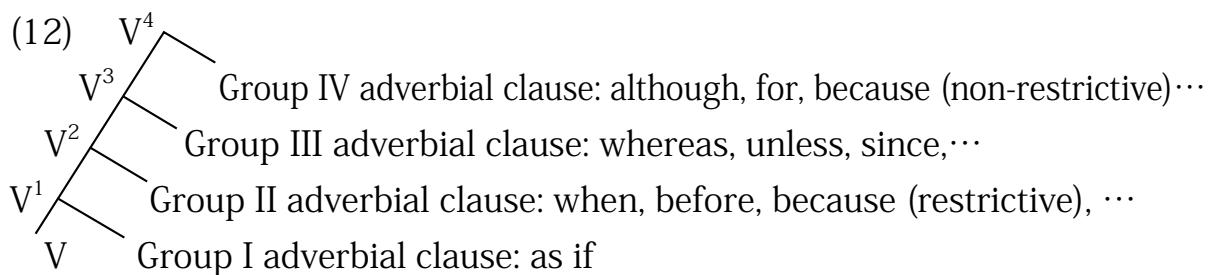 (12) V⁴
V³ Group IV adverbial clause: although, for, because (non-restrictive)⋯
V² Group III adverbial clause: whereas, unless, since,⋯
V¹ Group II adverbial clause: when, before, because (restrictive), ⋯
V Group I adverbial clause: as if